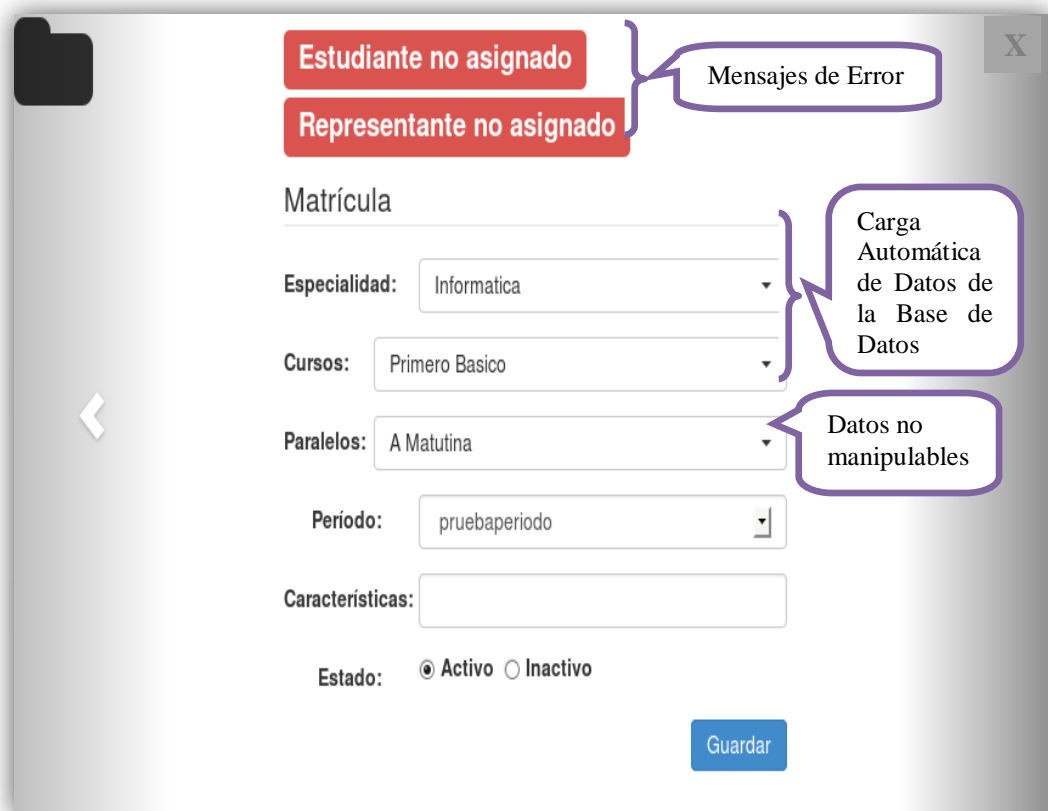 Estudiante no asignado
Representante no asignado
Mensajes de Error
X
Matrícula
Especialidad:
Informatica
Cursos:
Primero Basico
Carga
Automática
de Datos de
la Base de
Datos
Paralelos:
A Matutina
Datos no
manipulables
Período:
pruebaperiodo
Características:
Estado:
Activo
Inactivo
Guardar